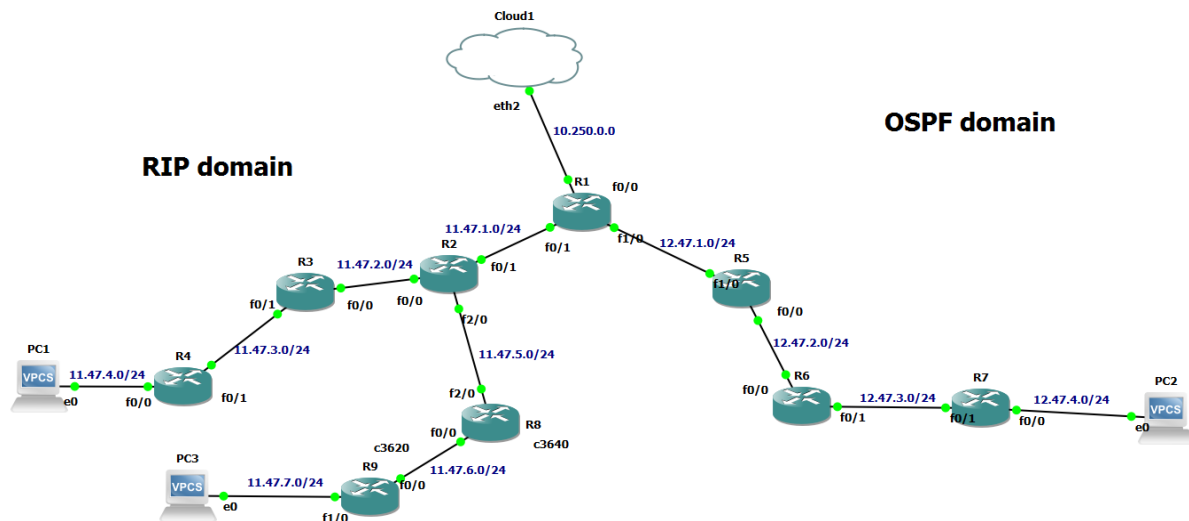 Cloud1
eth2
10.250.0.0
OSPF domain
RIP domain
R1
f0/0
11.47.1.0/24
f0/1
f1/0
12.47.1.0/24
R2
f0/1
R5
f1/0
R3
11.47.2.0/24
f0/1
f0/0
f0/0
f2/0
f0/0
11.47.3.0/24
12.47.2.0/24
11.47.5.0/24
PC1
VPCS
e0
11.47.4.0/24
R4
f0/0
f0/1
f2/0
R8
f0/0
c3640
c3620
R6
f0/0
f0/1
12.47.3.0/24
R7
f0/1
f0/0
12.47.4.0/24
PC2
VPCS
e0
PC3
VPCS
e0
11.47.7.0/24
R9
f1/0
f0/0
11.47.6.0/24